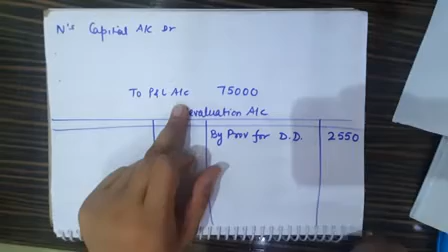 N's Capital A/c Dr
To P&L A/c 75000
evaluation A/c
By Prov for D.D. 2550